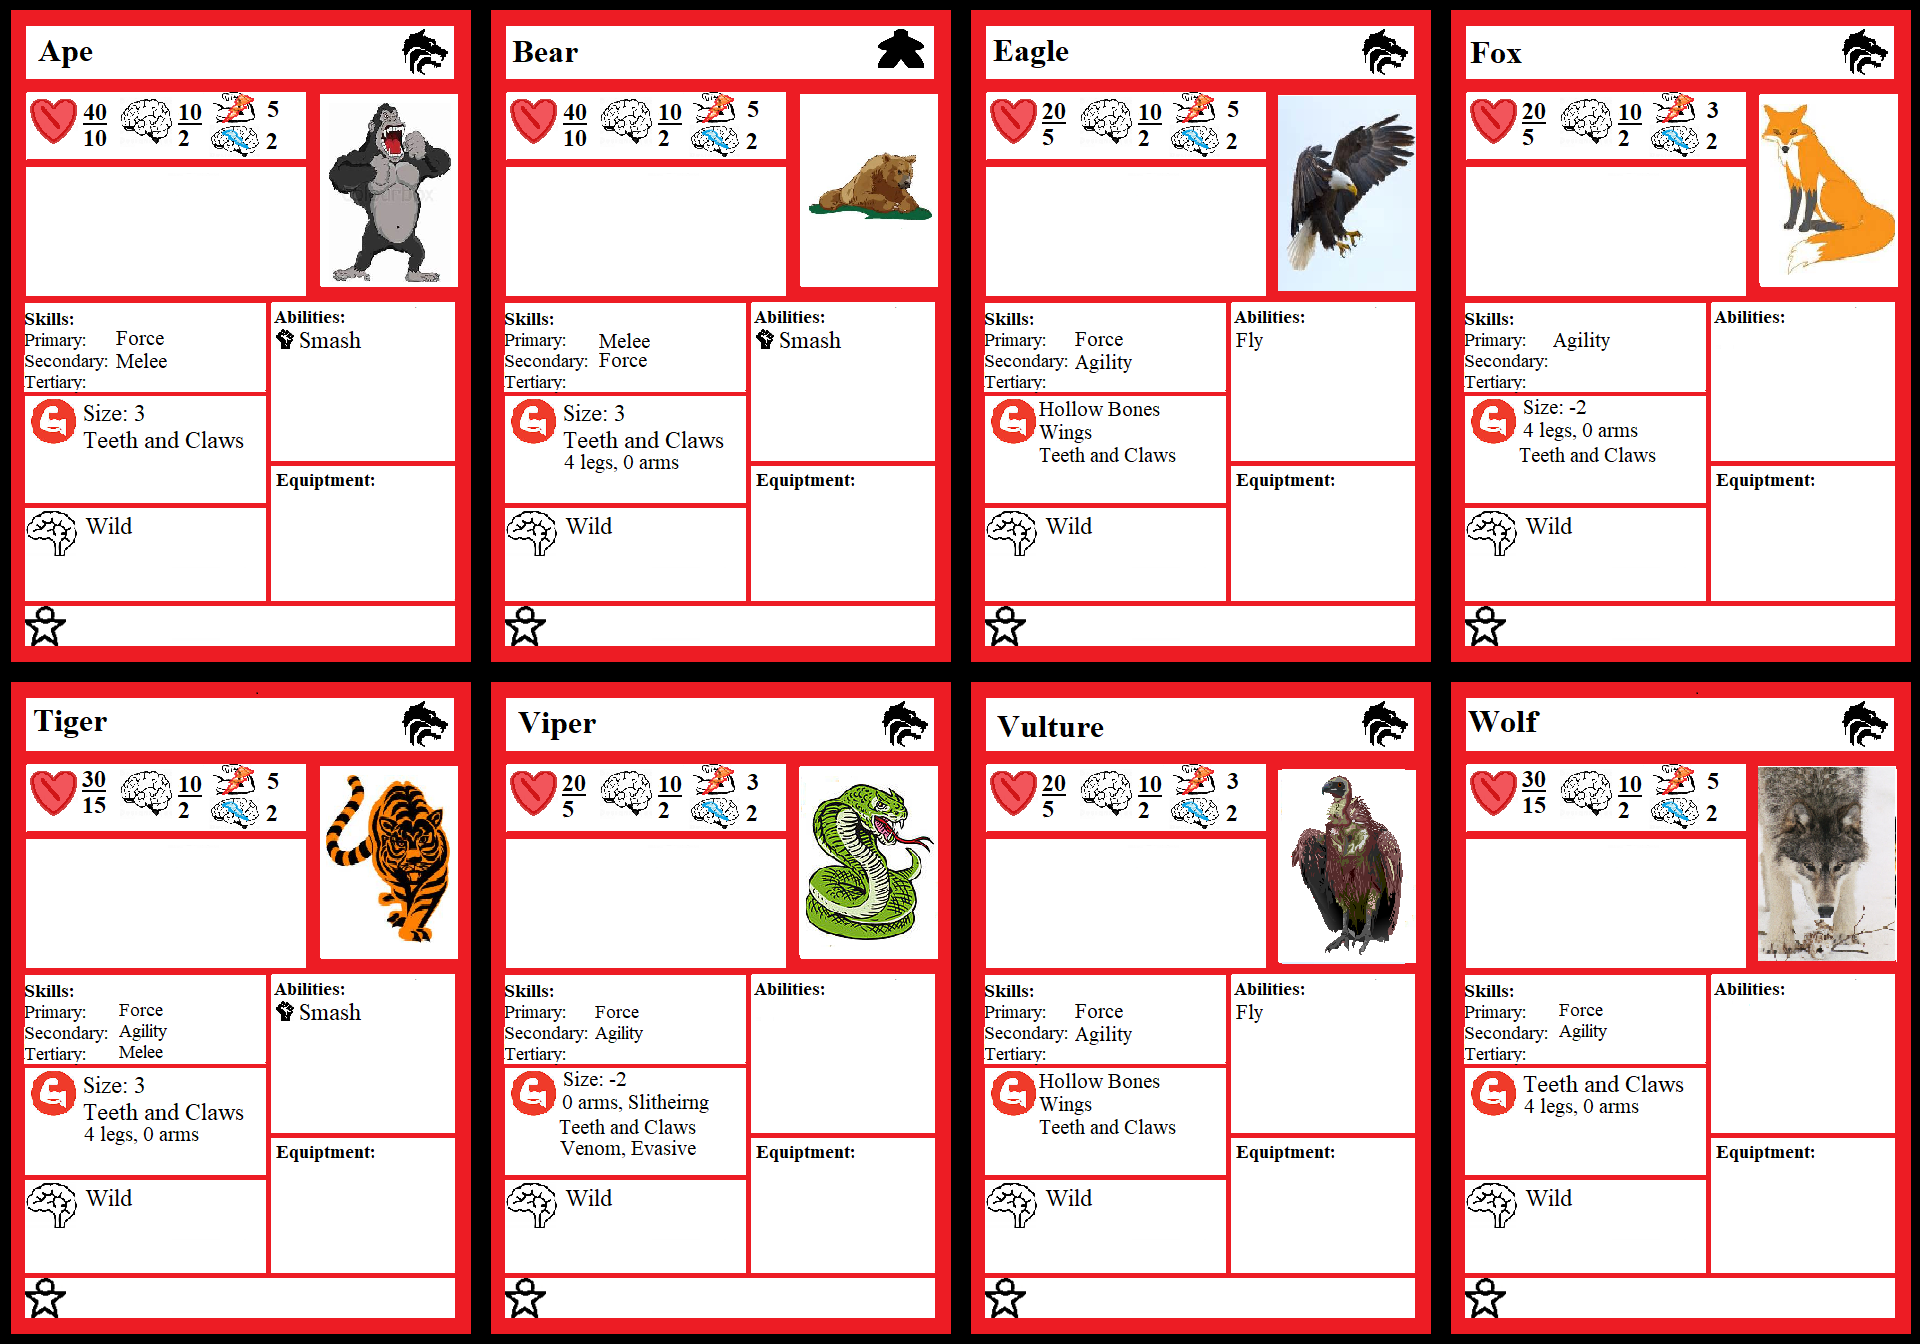 Ape
40
10
10
2
5
2
Skills:
Primary: Force
Secondary: Melee
Tertiary:
Abilities:
Smash
Size: 3
Teeth and Claws
Equiptment:
Wild
Bear
40
10
10
2
5
2
Skills:
Primary: Melee
Secondary: Force
Tertiary:
Abilities:
Smash
Size: 3
Teeth and Claws
4 legs, 0 arms
Equiptment:
Wild
Eagle
20
5
10
2
5
2
Skills:
Primary: Force
Secondary: Agility
Tertiary:
Abilities:
Fly
Hollow Bones
Wings
Teeth and Claws
Equiptment:
Wild
Fox
20
5
10
2
3
2
Skills:
Primary: Agility
Secondary:
Tertiary:
Abilities:
Size: -2
4 legs, 0 arms
Teeth and Claws
Equiptment:
Wild
Tiger
30
15
10
2
5
2
Skills:
Primary: Force
Secondary: Agility
Tertiary: Melee
Abilities:
Smash
Size: 3
Teeth and Claws
4 legs, 0 arms
Equiptment:
Wild
Viper
20
5
10
2
3
2
Skills:
Primary: Force
Secondary: Agility
Tertiary:
Abilities:
Size: -2
0 arms, Slitheirng
Teeth and Claws
Venom, Evasive
Equiptment:
Wild
Vulture
20
5
10
2
3
2
Skills:
Primary: Force
Secondary: Agility
Tertiary:
Abilities:
Fly
Hollow Bones
Wings
Teeth and Claws
Equiptment:
Wild
Wolf
30
15
10
2
5
2
Skills:
Primary: Force
Secondary: Agility
Tertiary:
Abilities:
Teeth and Claws
4 legs, 0 arms
Equiptment:
Wild